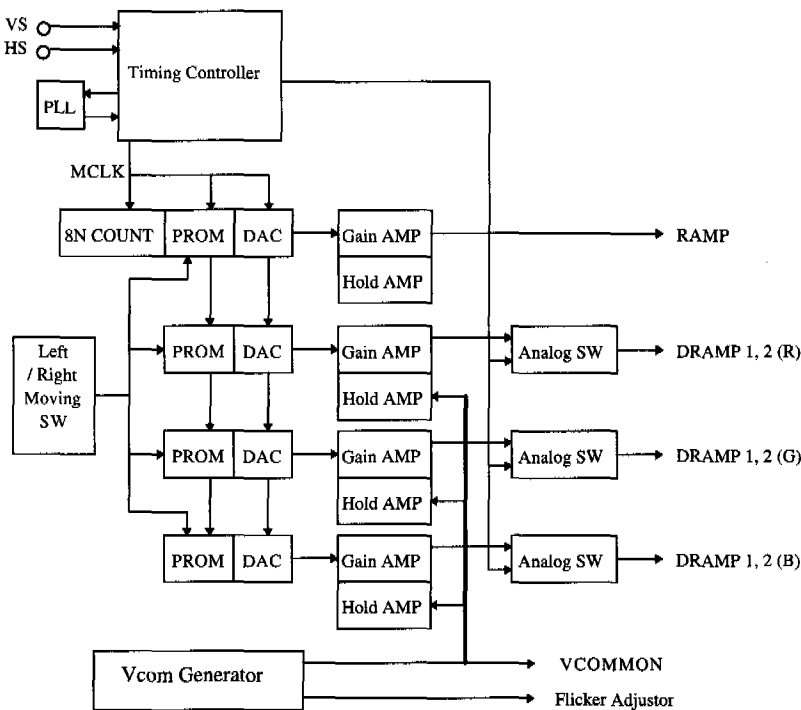 VS
HS
Timing Controller
PLL
MCLK
8N COUNT
PROM
DAC
Gain AMP
RAMP
Hold AMP
Left
/ Right
Moving
SW
PROM
DAC
Gain AMP
Analog SW
DRAMP 1, 2 (R)
Hold AMP
PROM
DAC
Gain AMP
Analog SW
DRAMP 1, 2 (G)
Hold AMP
PROM
DAC
Gain AMP
Analog SW
DRAMP 1, 2 (B)
Hold AMP
Vcom Generator
VCOMMON
Flicker Adjustor